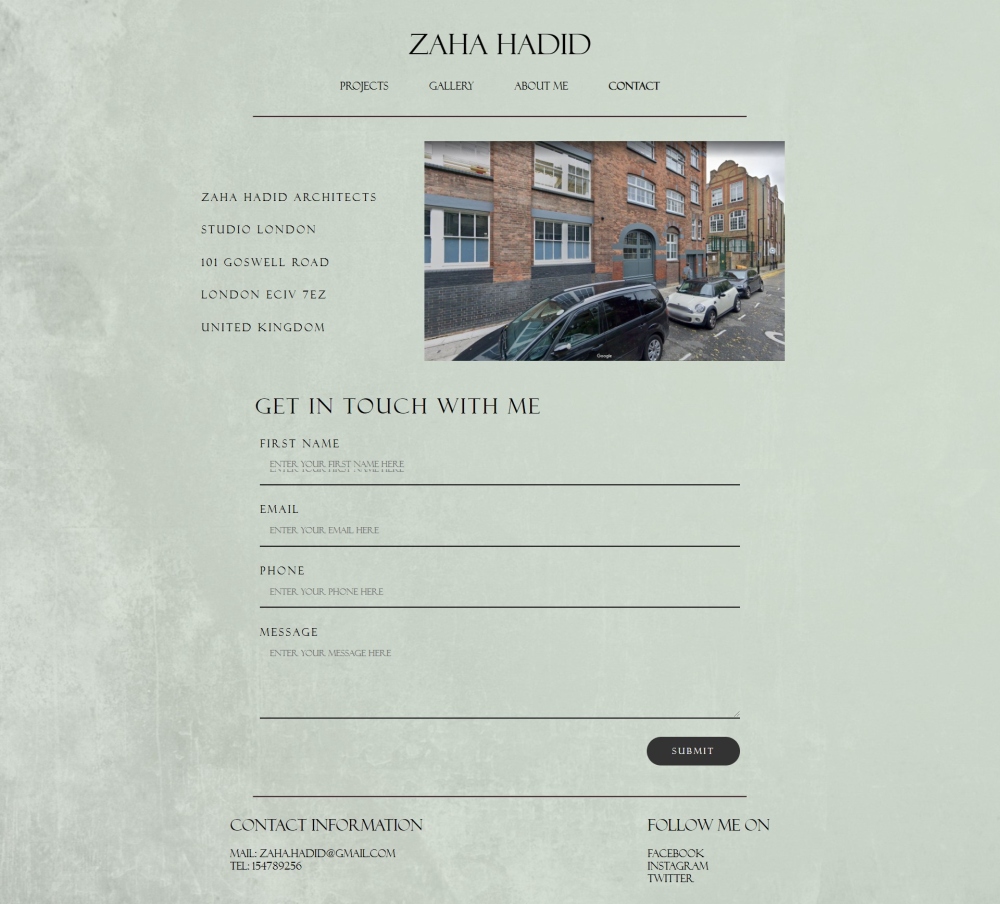 ZAHA HADID
PROJECTS GALLERY ABOUT ME CONTACT
ZAHA HADID ARCHITECTS
STUDIO LONDON
101 GOSWELL ROAD
LONDON EC1V 7EZ
UNITED KINGDOM
Google
GET IN TOUCH WITH ME
FIRST NAME
ENTER YOUR FIRST NAME HERE
EMAIL
ENTER YOUR EMAIL HERE
PHONE
ENTER YOUR PHONE HERE
MESSAGE
ENTER YOUR MESSAGE HERE
SUBMIT
CONTACT INFORMATION
MAIL: ZAHA.HADID@GMAIL.COM
TEL: 154789256
FOLLOW ME ON
FACEBOOK
INSTAGRAM
TWITTER